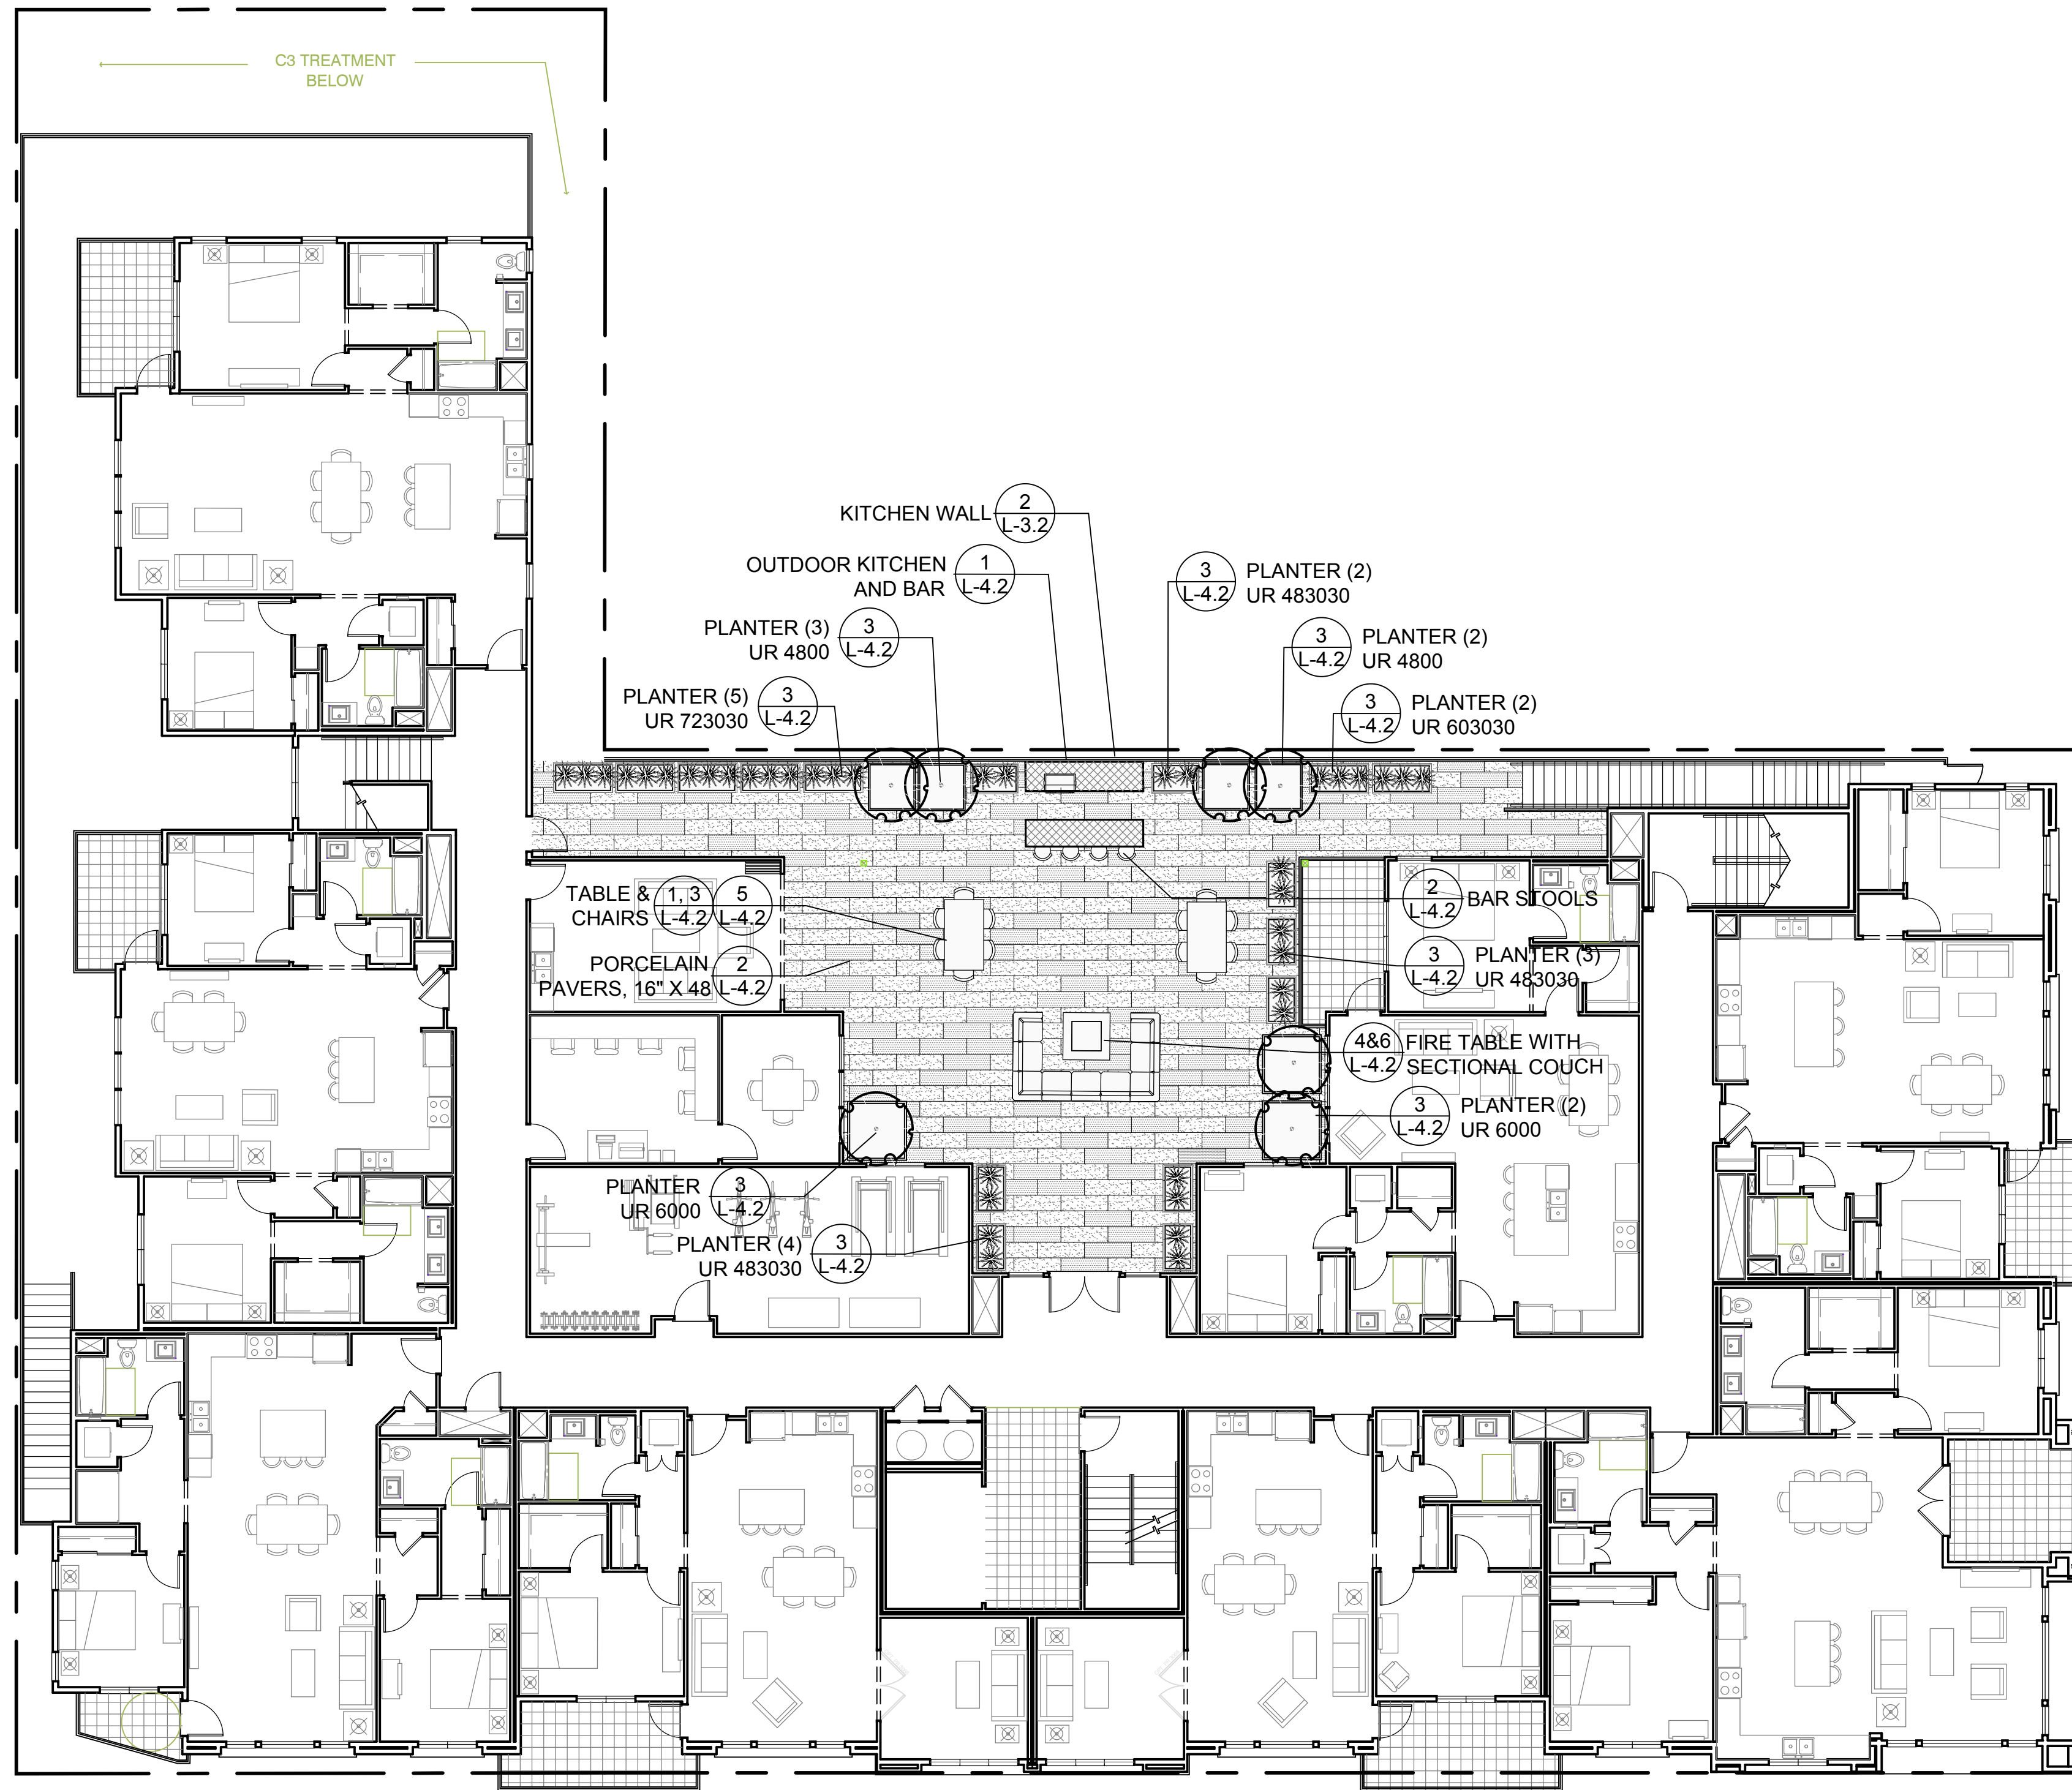 C3 TREATMENT
BELOW
KITCHEN WALL
2
L-3.2
OUTDOOR KITCHEN
AND BAR
1
L-4.2
3
L-4.2
PLANTER (2)
UR 483030
PLANTER (3)
UR 4800
3
L-4.2
3
L-4.2
PLANTER (2)
UR 4800
PLANTER (5)
UR 723030
3
L-4.2
3
L-4.2
PLANTER (2)
UR 603030
TABLE &
CHAIRS
1, 3
L-4.2
5
L-4.2
2
L-4.2
BAR STOOLS
PORCELAIN
PAVERS, 16" X 48
2
L-4.2
3
L-4.2
PLANTER (3)
UR 483030
4&6
L-4.2
FIRE TABLE WITH
SECTIONAL COUCH
3
L-4.2
PLANTER (2)
UR 6000
PLANTER
UR 6000
3
L-4.2
PLANTER (4)
UR 483030
3
L-4.2